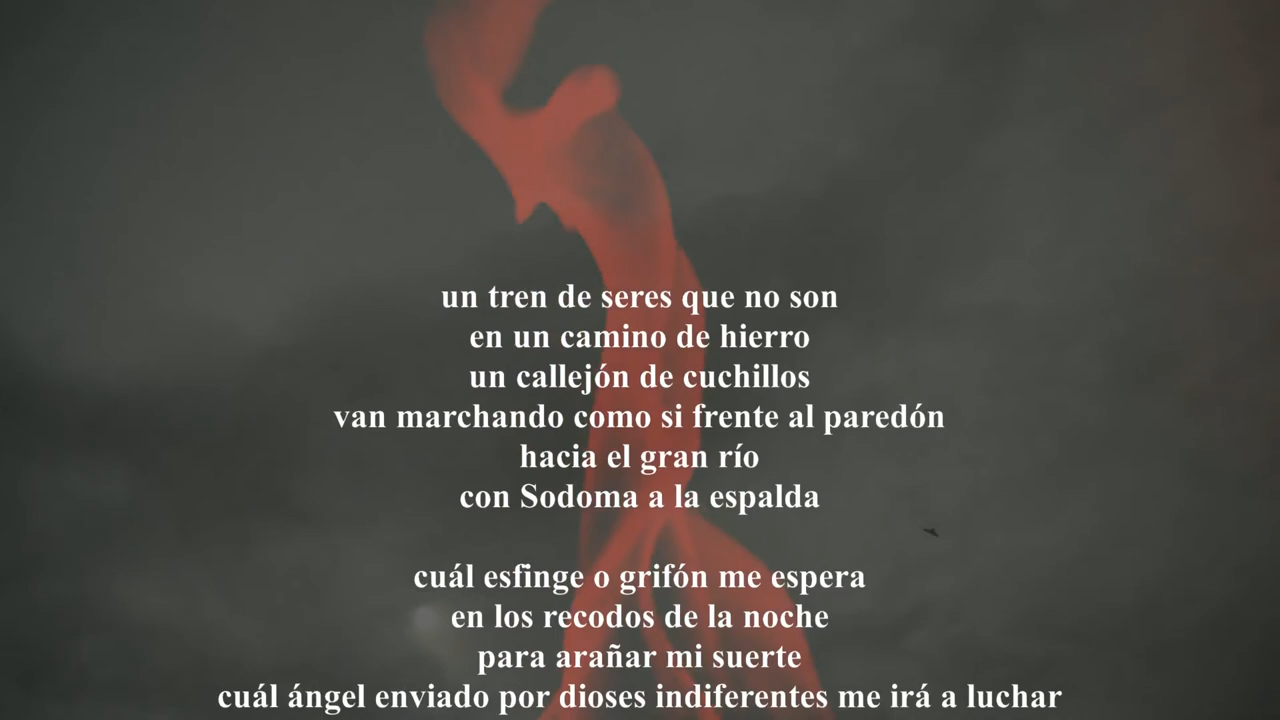 un tren de seres que no son
en un camino de hierro
un callejón de cuchillos
van marchando como si frente al paredón
hacia el gran río
con Sodoma a la espalda
cuál esfinge o grifón me espera
en los recodos de la noche
para arañar mi suerte
cuál ángel enviado por dioses indiferentes me irá a luchar